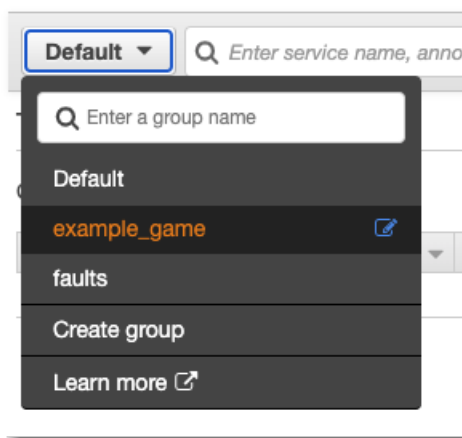 Default
Enter service name, anno
Enter a group name
Default
example_game
faults
Create group
Learn more